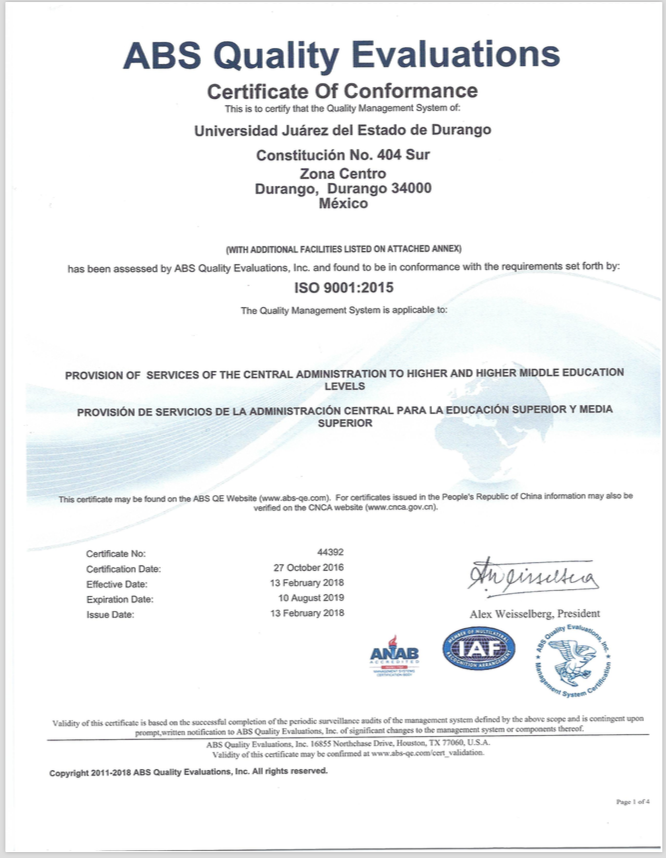 ABS Quality Evaluations
Certificate Of Conformance
This is to certify that the Quality Management System of:
Universidad Juárez del Estado de Durango
Constitución No. 404 Sur
Zona Centro
Durango, Durango 34000
México
(WITH ADDITIONAL FACILITIES LISTED ON ATTACHED ANNEX)
has been assessed by ABS Quality Evaluations, Inc. and found to be in conformance with the requirements set forth by:
ISO 9001:2015
The Quality Management System is applicable to:
PROVISION OF SERVICES OF THE CENTRAL ADMINISTRATION TO HIGHER AND HIGHER MIDDLE EDUCATION
LEVELS
PROVISIÓN DE SERVICIOS DE LA ADMINISTRACIÓN CENTRAL PARA LA EDUCACIÓN SUPERIOR Y MEDIA
SUPERIOR
This certificate may be found on the ABS QE Website (www.abs-qe.com). For certificates issued in the People's Republic of China information may also be
verified on the CNCA website (www.cnca.gov.cn).
Certificate No: 44392
Certification Date: 27 October 2016
Effective Date: 13 February 2018
Expiration Date: 10 August 2019
Issue Date: 13 February 2018
Alex Weisselberg, President
ANAB
ACCREDITED
MANAGEMENT SYSTEMS
CERTIFICATION BODY
MEMBER OF MULTILATERAL
IAF
RECOGNITION ARRANGEMENT
ABS Quality Evaluations, Inc.
Management System Certification
Validity of this certificate is based on the successful completion of the periodic surveillance audits of the management system defined by the above scope and is contingent upon
prompt,written notification to ABS Quality Evaluations, Inc. of significant changes to the management system or components thereof.
ABS Quality Evaluations, Inc. 16855 Northchase Drive, Houston, TX 77060, U.S.A.
Validity of this certificate may be confirmed at www.abs-qe.com/cert_validation.
Copyright 2011-2018 ABS Quality Evaluations, Inc. All rights reserved.
Page 1 of 4